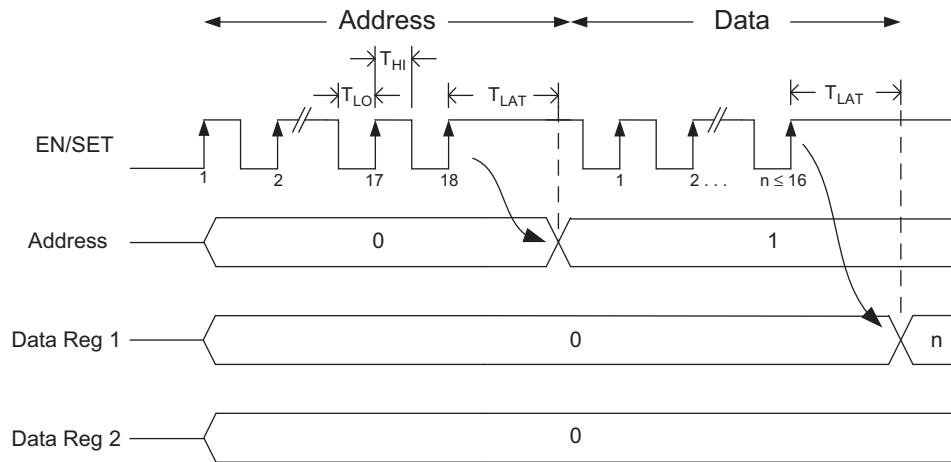 Address Data
T_HI
T_LO T_LAT T_LAT
EN/SET
1 2 17 18 1 2 . . . n ≤ 16
Address 0 1
Data Reg 1 0 n
Data Reg 2 0